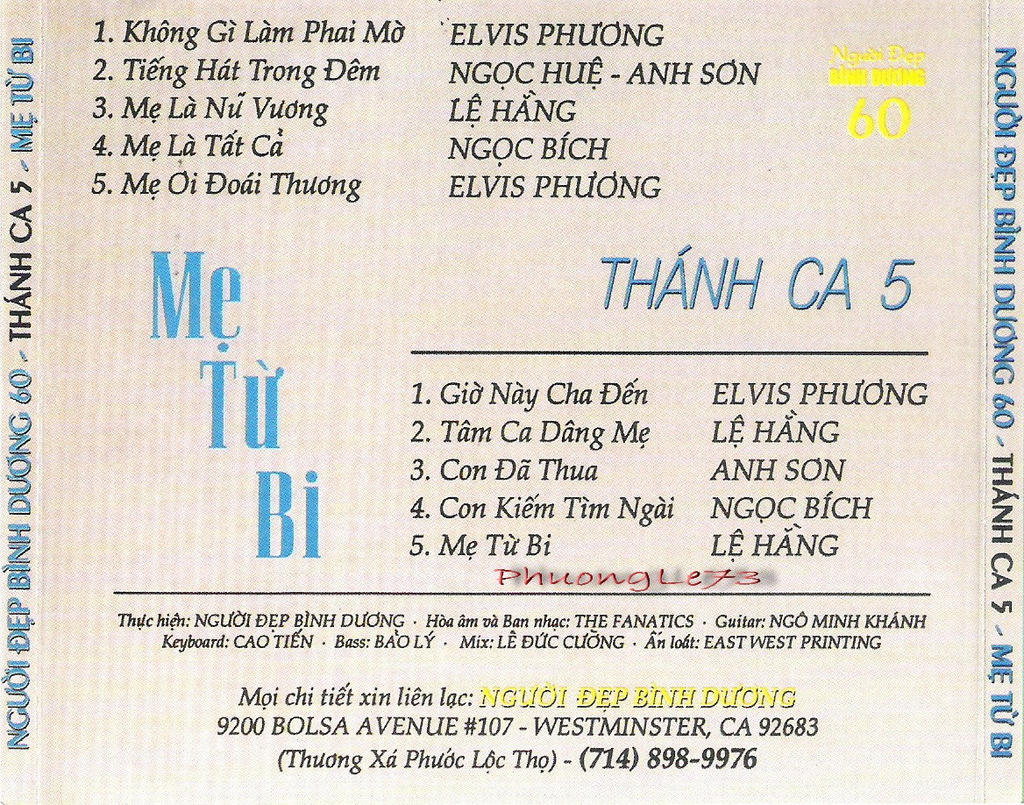 1. Không Gì Làm Phai Mờ ELVIS PHƯƠNG
2. Tiếng Hát Trong Đêm NGỌC HUỆ - ANH SƠN
3. Mẹ Là Nữ Vương LỆ HẰNG
4. Mẹ Là Tất Cả NGỌC BÍCH
5. Mẹ Ơi Đoái Thương ELVIS PHƯƠNG
Người Đẹp
BÌNH DƯƠNG
60
Mẹ
Từ
Bi
THÁNH CA 5
1. Giờ Này Cha Đến ELVIS PHƯƠNG
2. Tâm Ca Dâng Mẹ LỆ HẰNG
3. Con Đã Thua ANH SƠN
4. Con Kiếm Tìm Ngài NGỌC BÍCH
5. Mẹ Từ Bi LỆ HẰNG
PhuongLe73
Thực hiện: NGƯỜI ĐẸP BÌNH DƯƠNG · Hòa âm và Ban nhạc: THE FANATICS · Guitar: NGÔ MINH KHÁNH
Keyboard: CAO TIẾN · Bass: BẢO LÝ · Mix: LÊ ĐỨC CƯỜNG · Ấn loát: EAST WEST PRINTING
Mọi chi tiết xin liên lạc: NGƯỜI ĐẸP BÌNH DƯƠNG
9200 BOLSA AVENUE #107 - WESTMINSTER, CA 92683
(Thương Xá Phước Lộc Thọ) - (714) 898-9976
NGƯỜI ĐẸP BÌNH DƯƠNG 60 - THÁNH CA 5 - MẸ TỪ BI
NGƯỜI ĐẸP BÌNH DƯƠNG 60 - THÁNH CA 5 - MẸ TỪ BI